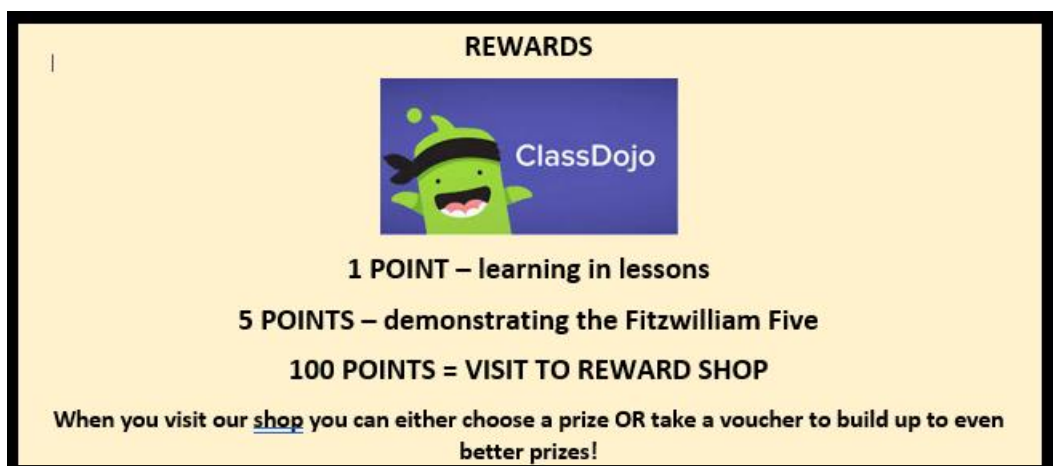 REWARDS
ClassDojo
1 POINT – learning in lessons
5 POINTS – demonstrating the Fitzwilliam Five
100 POINTS = VISIT TO REWARD SHOP
When you visit our shop you can either choose a prize OR take a voucher to build up to even
better prizes!